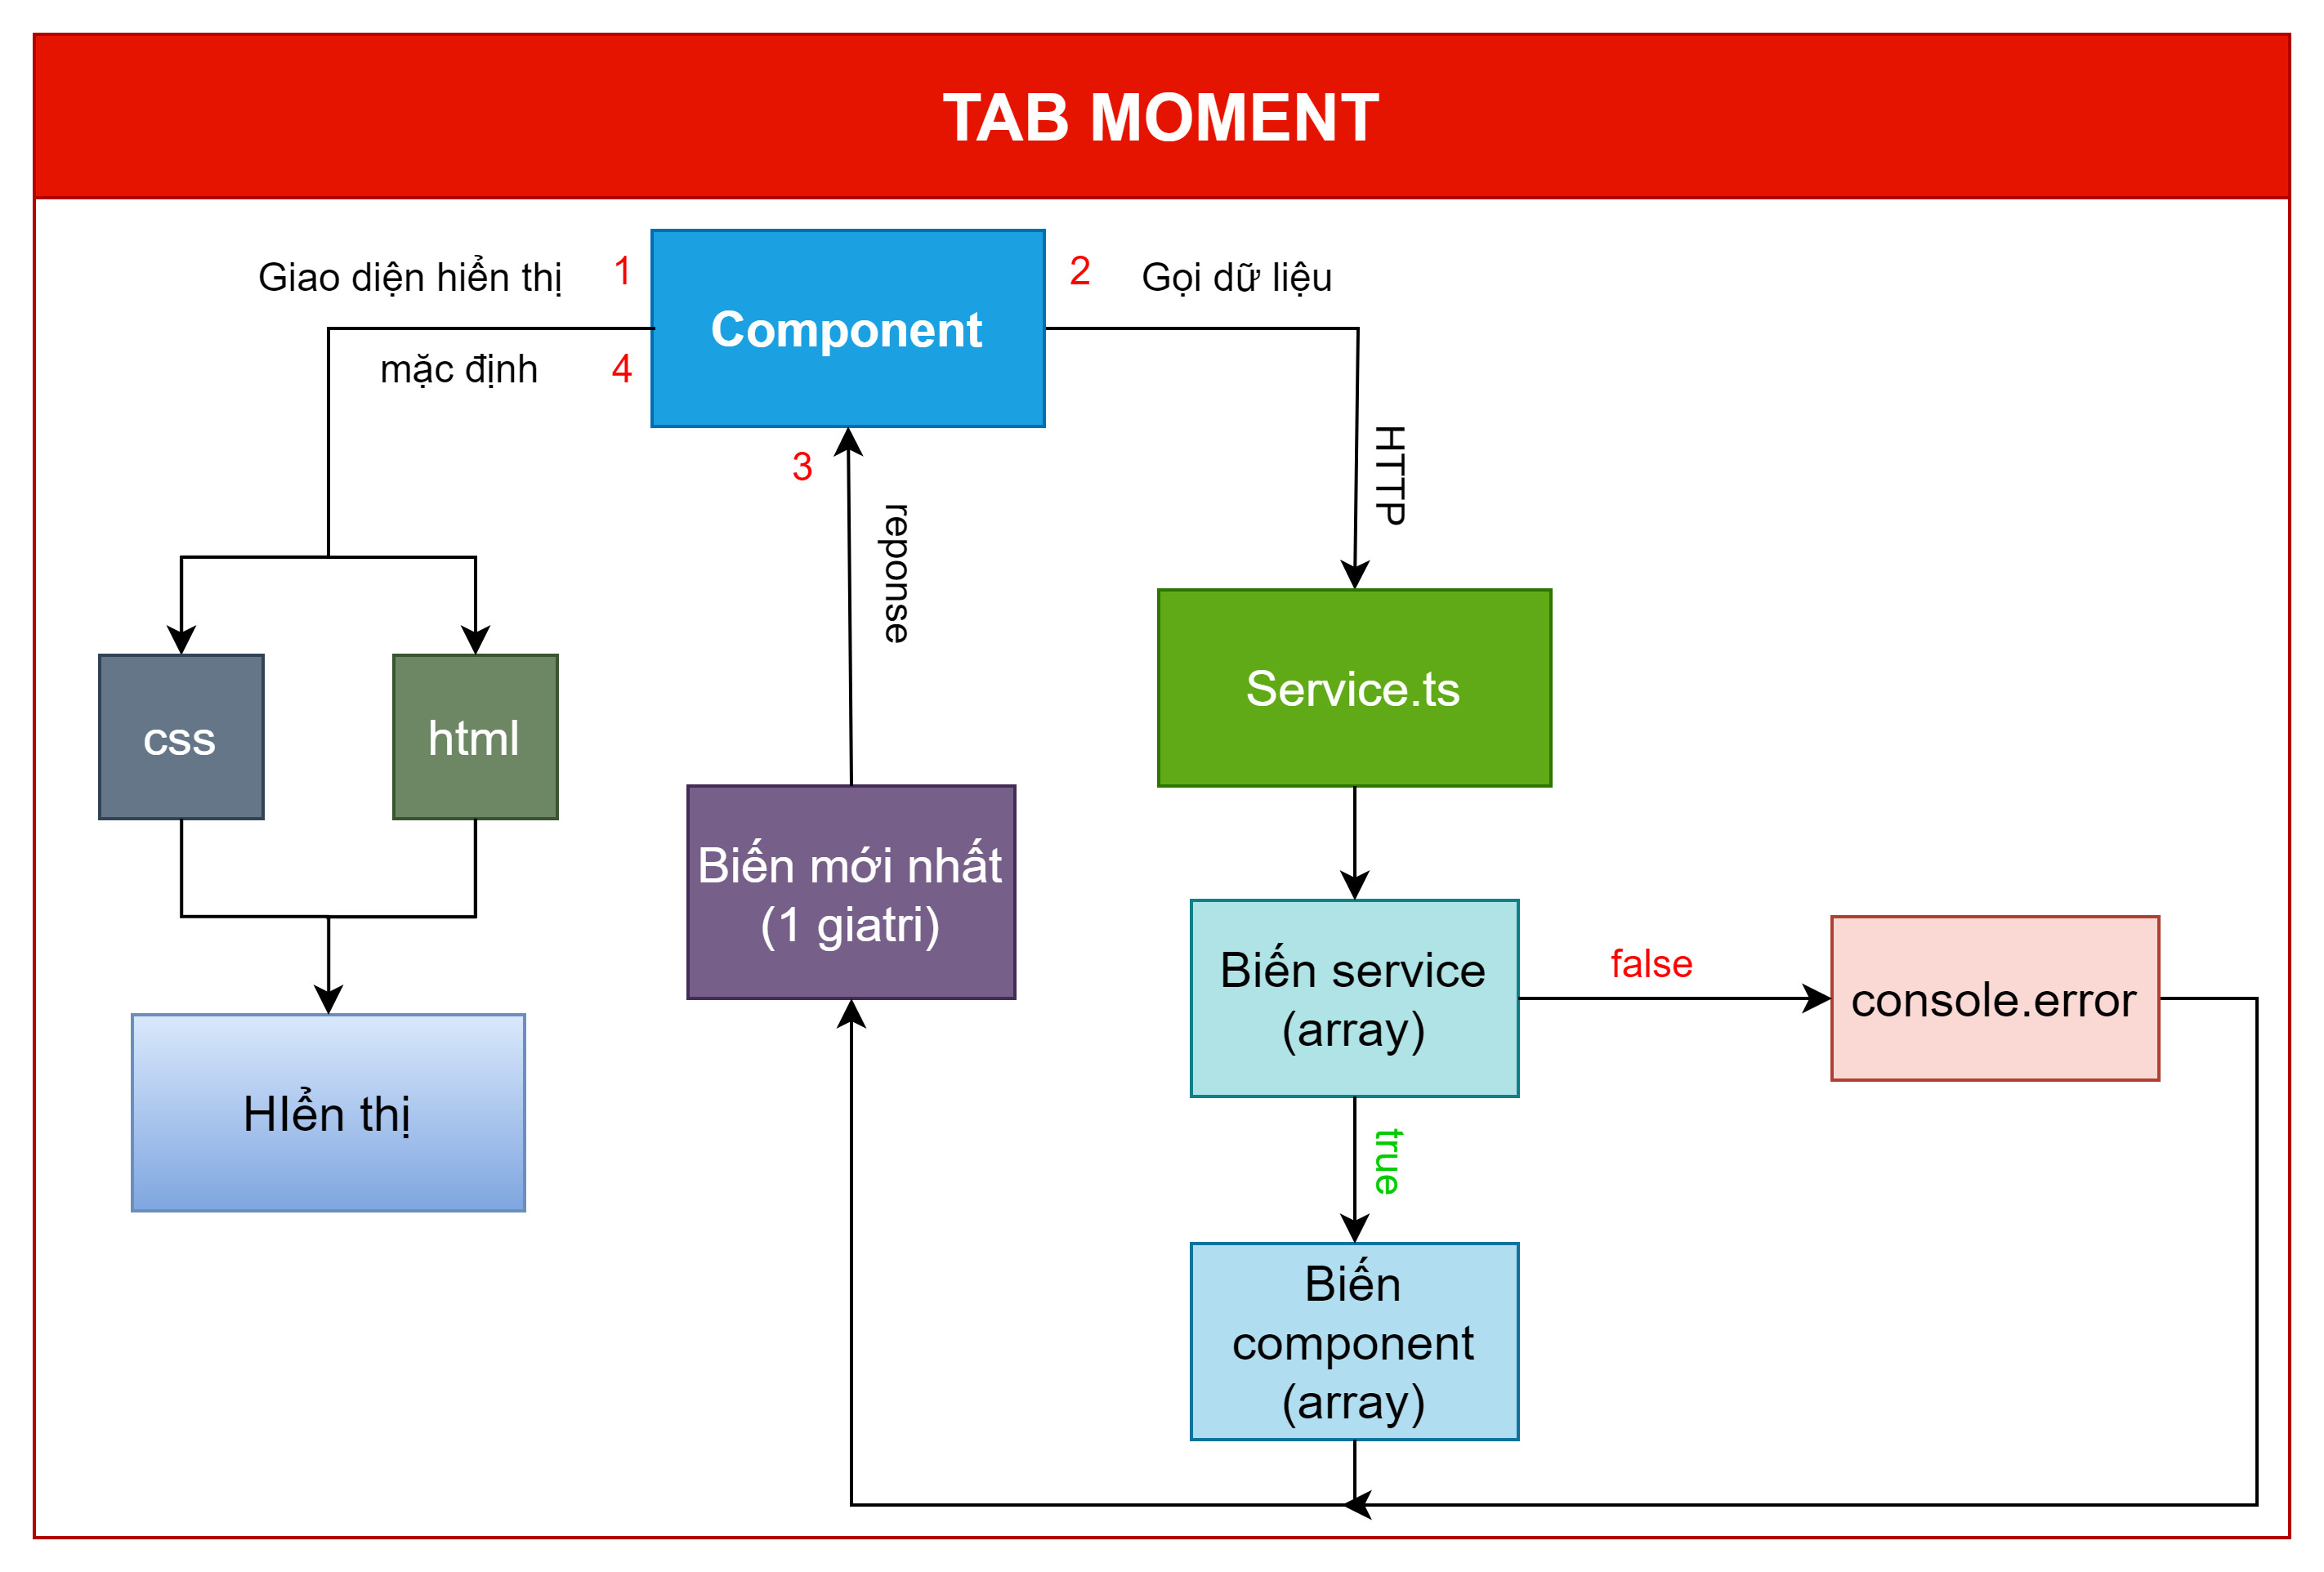 TAB MOMENT
Giao diện hiển thị
1
Component
2
Gọi dữ liệu
mặc định
4
3
reponse
HTTP
css
html
Service.ts
Biến mới nhất
(1 giatri)
Biến service
(array)
false
console.error
HIển thị
true
Biến
component
(array)